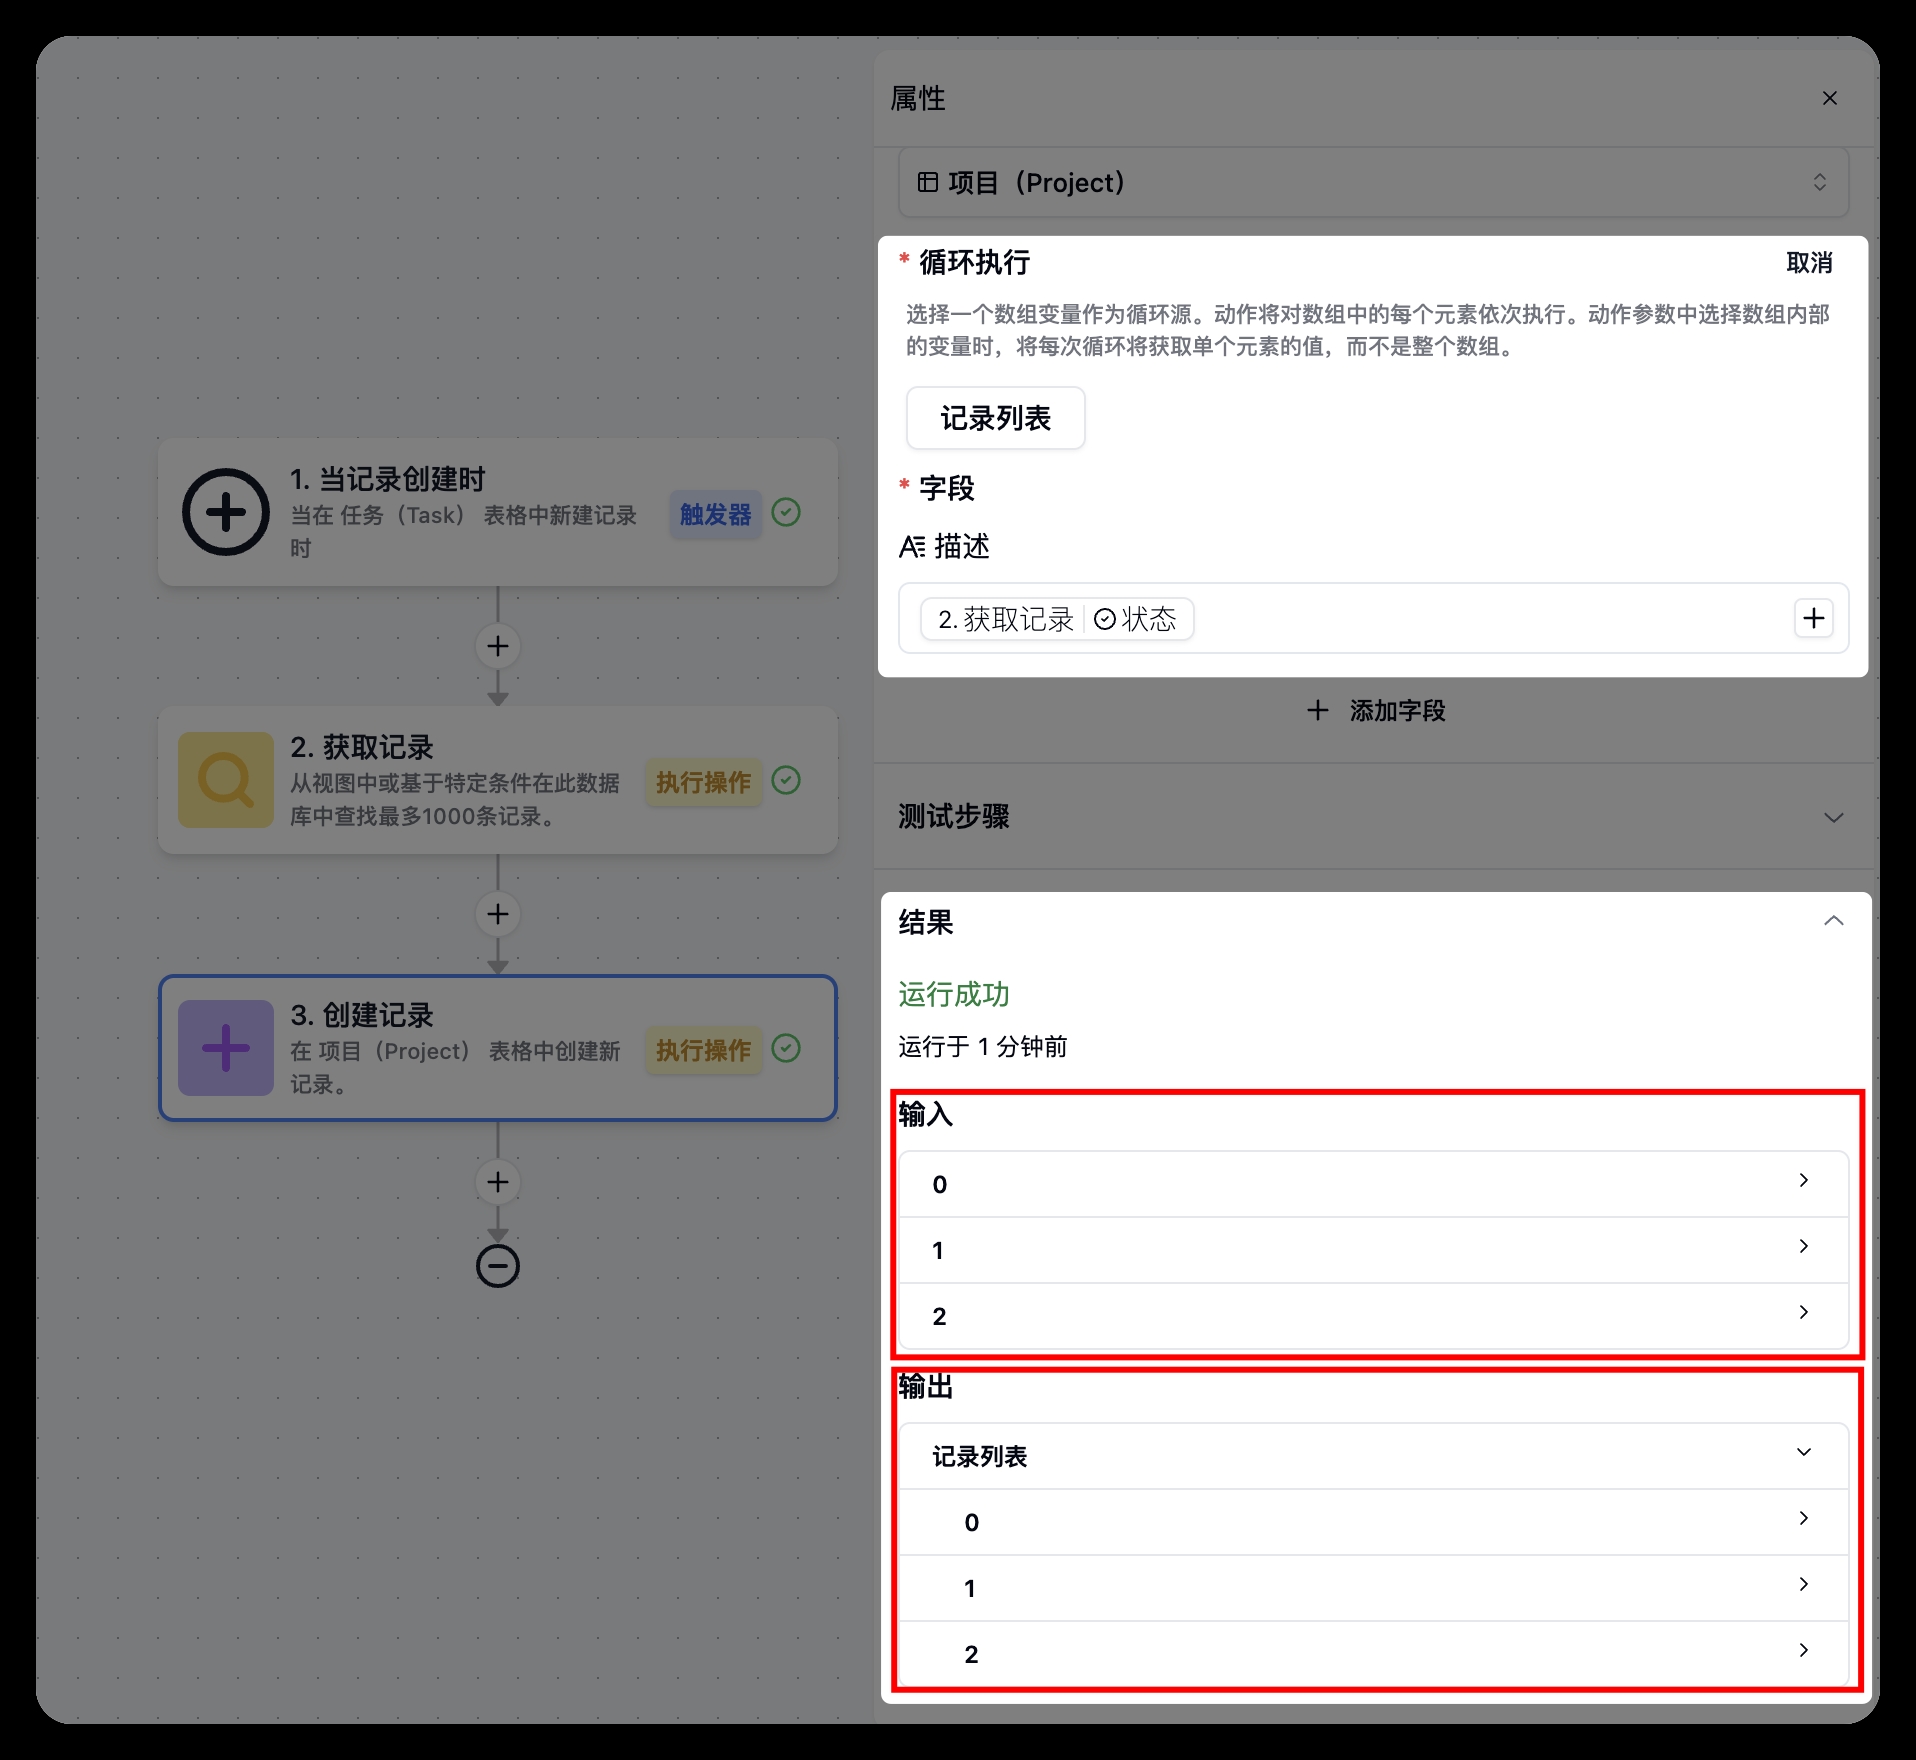 1. 当记录创建时
当在 任务（Task） 表格中新建记录
时
触发器
2. 获取记录
从视图中或基于特定条件在此数据
库中查找最多1000条记录。
执行操作
3. 创建记录
在 项目（Project） 表格中创建新
记录。
执行操作
属性
项目（Project）
* 循环执行
取消
选择一个数组变量作为循环源。动作将对数组中的每个元素依次执行。动作参数中选择数组内部
的变量时，将每次循环将获取单个元素的值，而不是整个数组。
记录列表
* 字段
描述
2. 获取记录 状态
添加字段
测试步骤
结果
运行成功
运行于 1 分钟前
输入
0
1
2
输出
记录列表
0
1
2